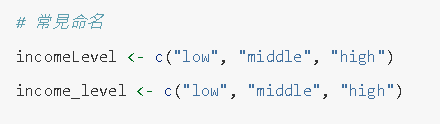 # 常見命名
incomeLevel <- c("low", "middle", "high")
income_level <- c("low", "middle", "high")